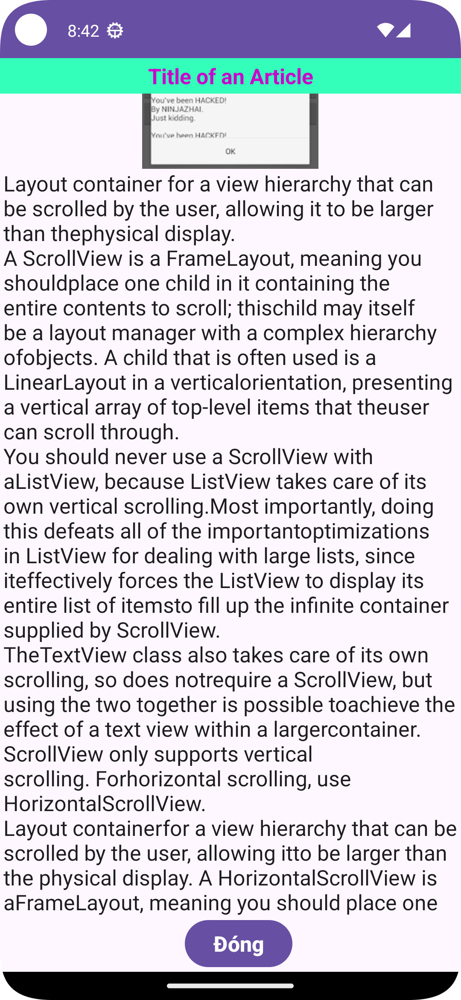 8:42
Title of an Article
You've been HACKED!
By NINJAZHAI.
Just kidding.
You've been HACKED!
OK
Layout container for a view hierarchy that can
be scrolled by the user, allowing it to be larger
than thephysical display.
A ScrollView is a FrameLayout, meaning you
shouldplace one child in it containing the
entire contents to scroll; thischild may itself
be a layout manager with a complex hierarchy
ofobjects. A child that is often used is a
LinearLayout in a verticalorientation, presenting
a vertical array of top-level items that theuser
can scroll through.
You should never use a ScrollView with
aListView, because ListView takes care of its
own vertical scrolling.Most importantly, doing
this defeats all of the importantoptimizations
in ListView for dealing with large lists, since
iteffectively forces the ListView to display its
entire list of itemsto fill up the infinite container
supplied by ScrollView.
TheTextView class also takes care of its own
scrolling, so does notrequire a ScrollView, but
using the two together is possible toachieve the
effect of a text view within a largercontainer.
ScrollView only supports vertical
scrolling. Forhorizontal scrolling, use
HorizontalScrollView.
Layout containerfor a view hierarchy that can be
scrolled by the user, allowing itto be larger than
the physical display. A HorizontalScrollView is
aFrameLayout, meaning you should place one
Đóng